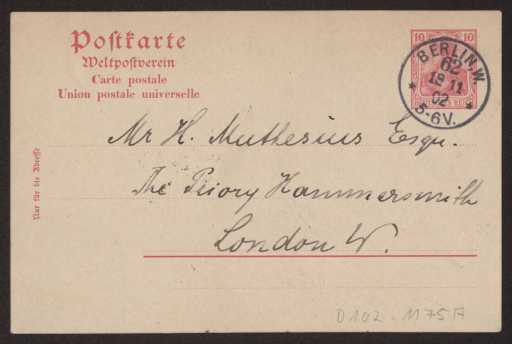 Postkarte
Weltpostverein
Carte postale
Union postale universelle
10 10
BERLIN, W.
62
19 11
02
5-6V.
Nur für die Adresse
Mr H. Muthesius Esqu.
The Priory Hammersmith
London W.
D102-1175A